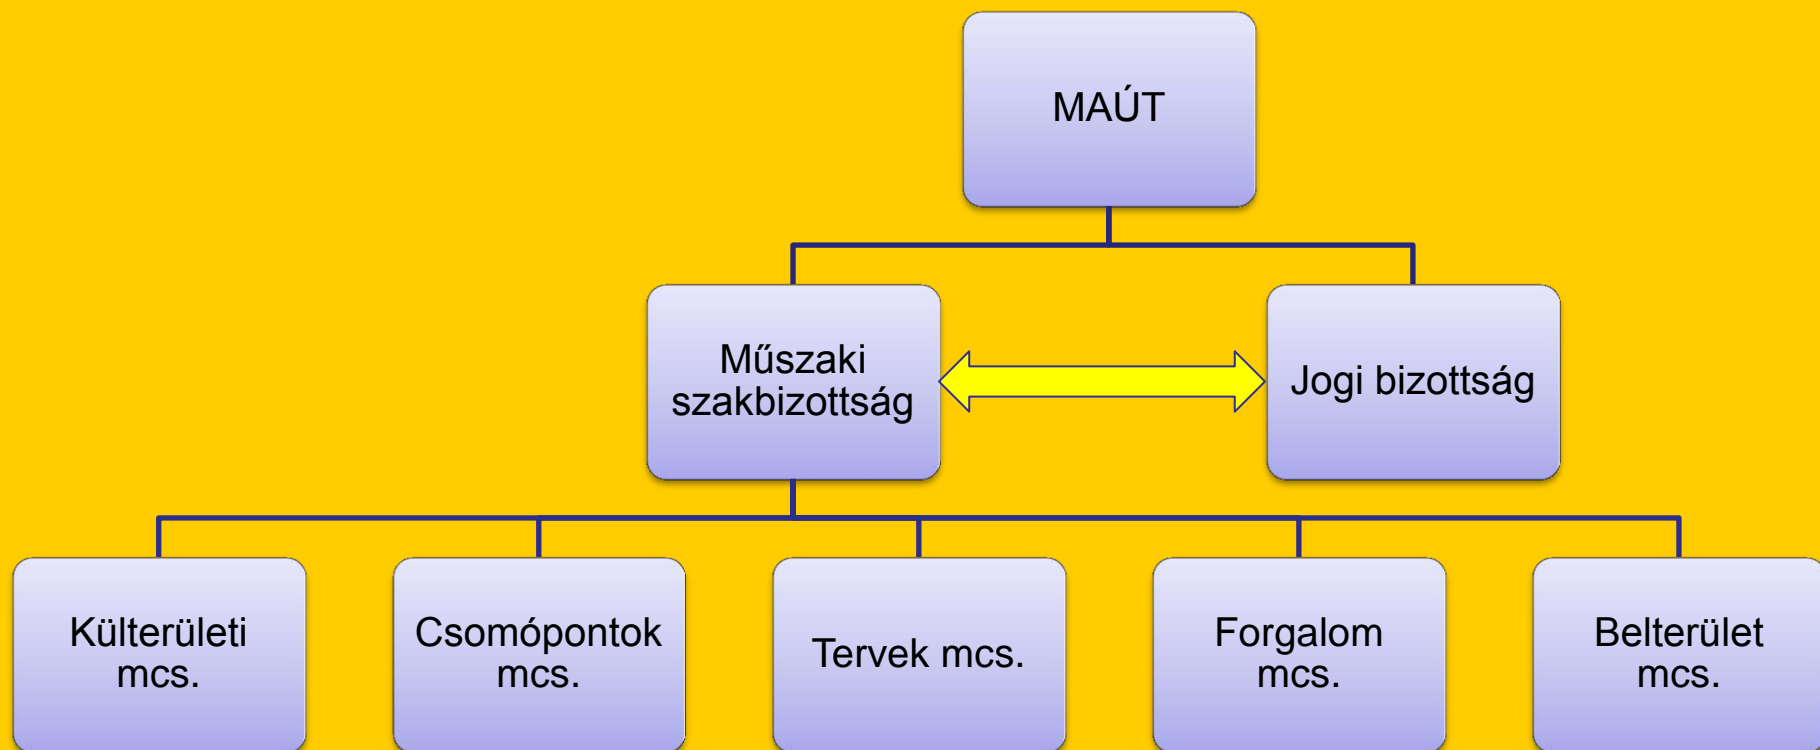 MAÚT
Műszaki
szakbizottság
Jogi bizottság
Külterületi
mcs.
Csomópontok
mcs.
Tervek mcs.
Forgalom
mcs.
Belterület
mcs.